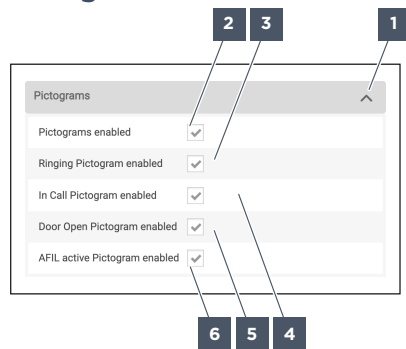 2 3 1
Pictograms
Pictograms enabled
Ringing Pictogram enabled
In Call Pictogram enabled
Door Open Pictogram enabled
AFIL active Pictogram enabled
6 5 4